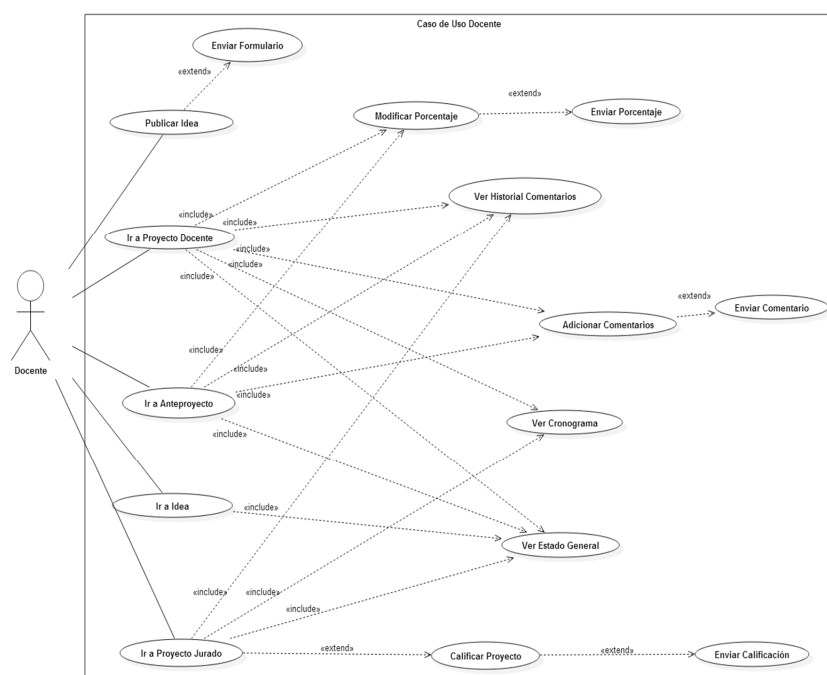 Caso de Uso Docente
Enviar Formulario
«extend»
Publicar Idea
Modificar Porcentaje
«extend»
Enviar Porcentaje
Ver Historial Comentarios
«include»
«include»
Ir a Proyecto Docente
«include»
«include»
«include»
Adicionar Comentarios
«extend»
Enviar Comentario
Docente
«include»
«include»
«include»
Ir a Anteproyecto
«include»
Ver Cronograma
Ir a Idea
«include»
Ver Estado General
«include»
«include»
«include»
Ir a Proyecto Jurado
«extend»
Calificar Proyecto
«extend»
Enviar Calificación